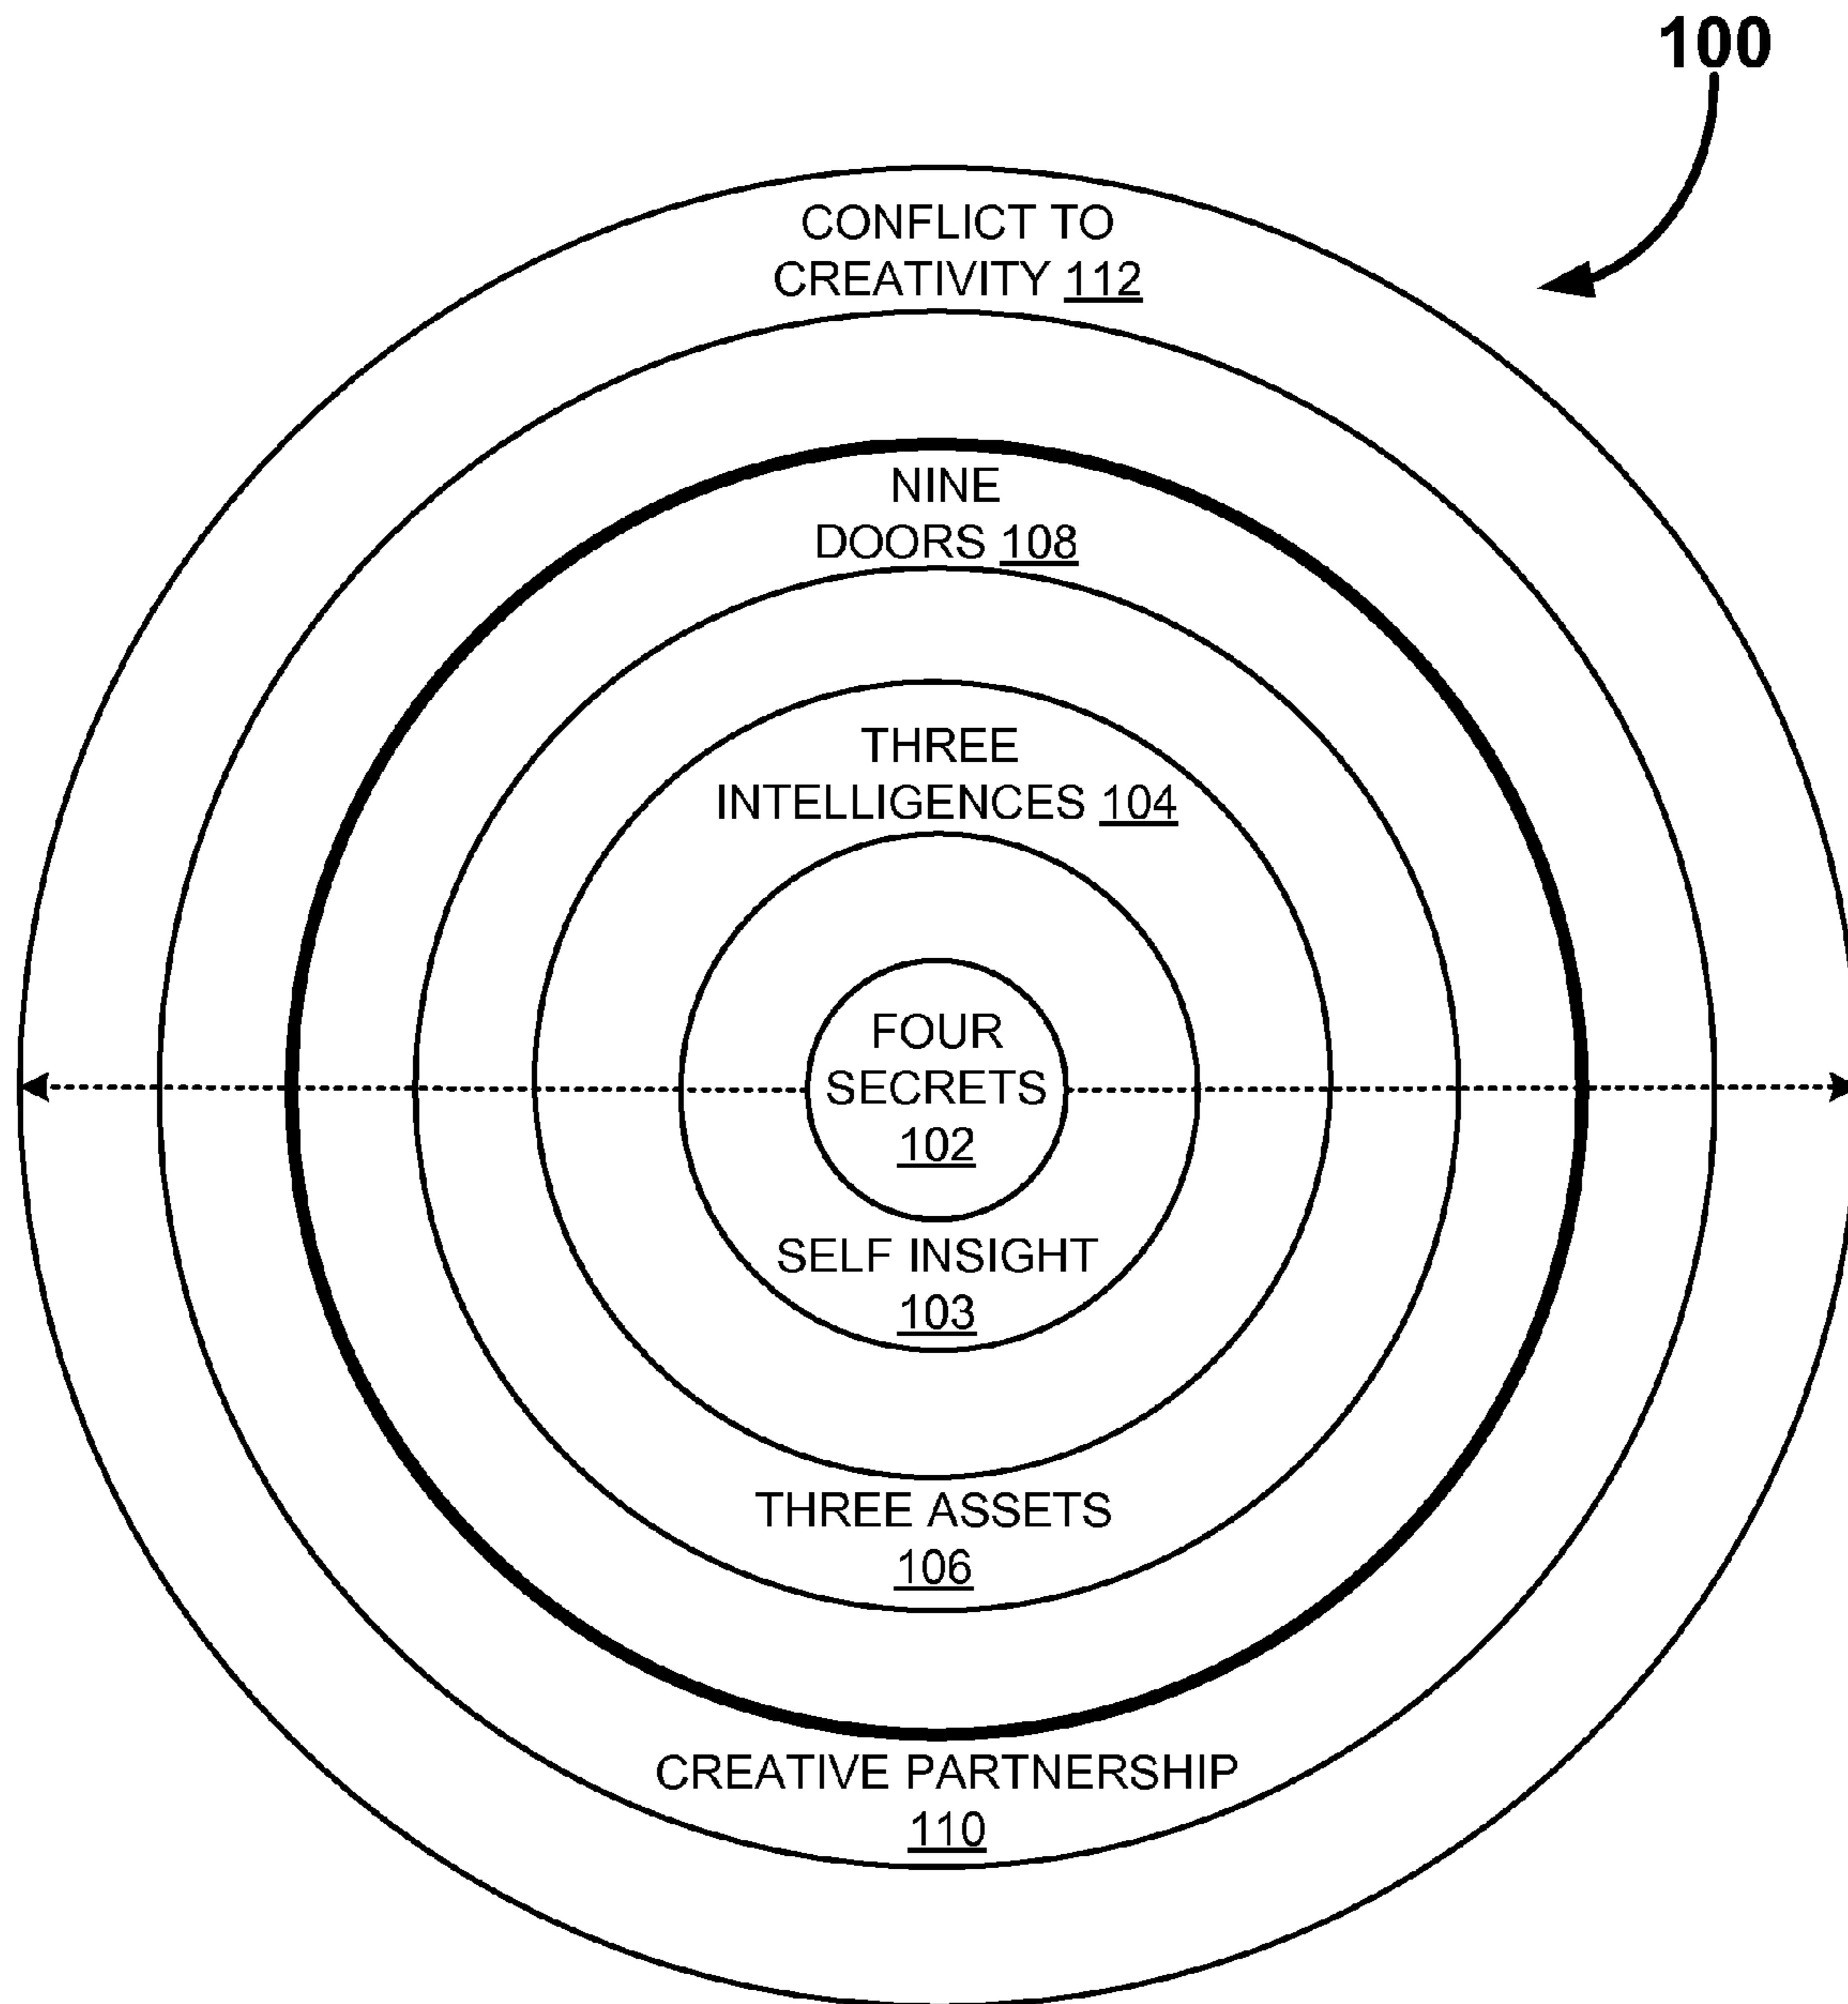 100
CONFLICT TO
CREATIVITY 112
NINE
DOORS 108
THREE
INTELLIGENCES 104
FOUR
SECRETS
102
SELF INSIGHT
103
THREE ASSETS
106
CREATIVE PARTNERSHIP
110